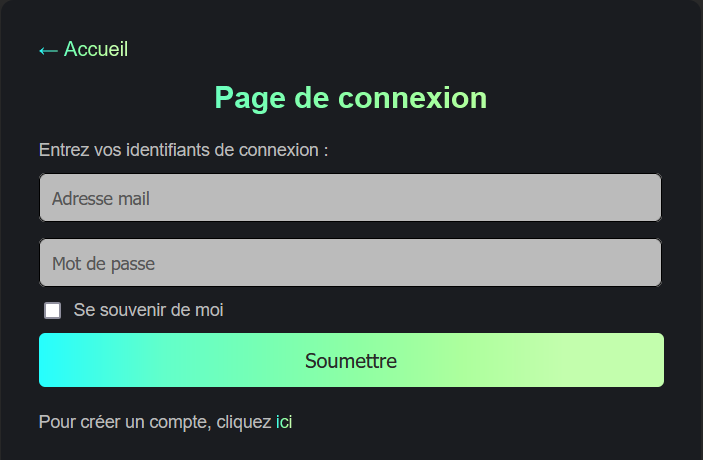 ← Accueil
Page de connexion
Entrez vos identifiants de connexion :
Adresse mail
Mot de passe
Se souvenir de moi
Soumettre
Pour créer un compte, cliquez ici